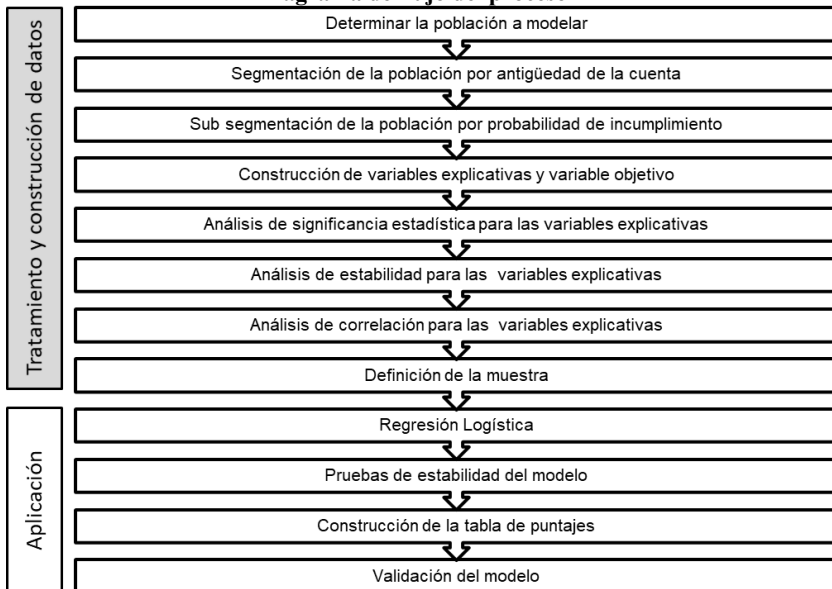 Determinar la población a modelar
Segmentación de la población por antigüedad de la cuenta
Sub segmentación de la población por probabilidad de incumplimiento
Construcción de variables explicativas y variable objetivo
Análisis de significancia estadística para las variables explicativas
Análisis de estabilidad para las variables explicativas
Análisis de correlación para las variables explicativas
Definición de la muestra
Tratamiento y construcción de datos
Regresión Logística
Pruebas de estabilidad del modelo
Construcción de la tabla de puntajes
Validación del modelo
Aplicación